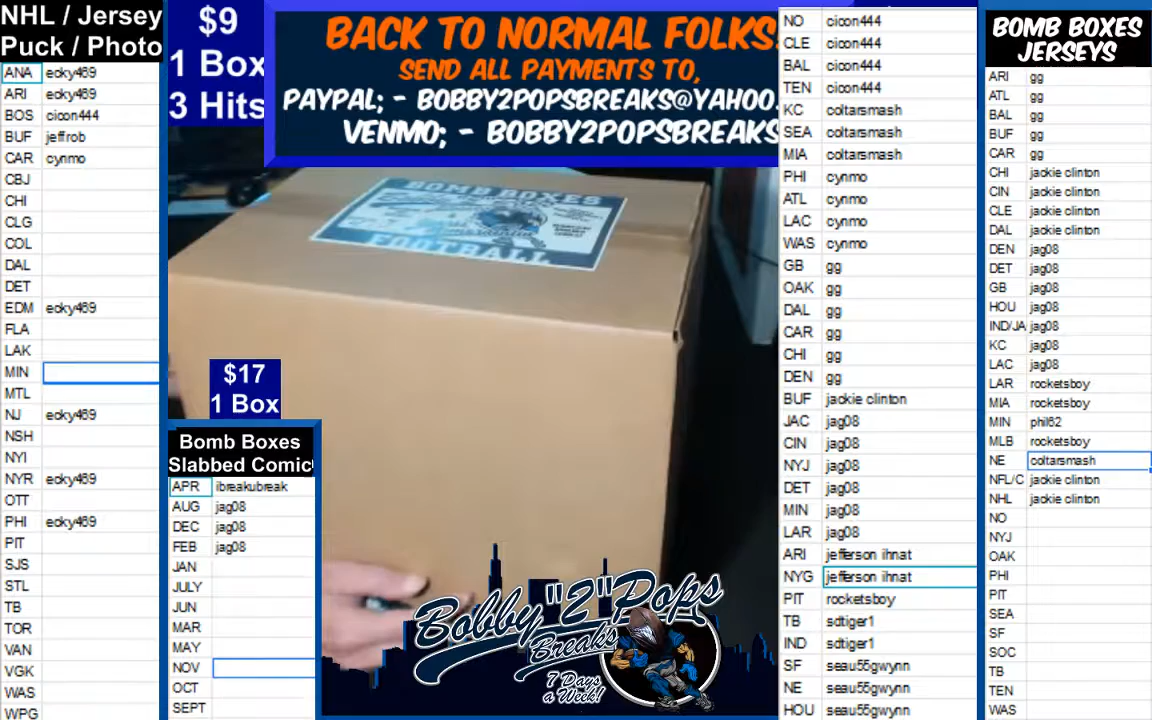 NHL / Jersey
Puck / Photo
ANA ecky469
ARI ecky469
BOS cicon444
BUF jeffrob
CAR cynmo
CBJ
CHI
CLG
COL
DAL
DET
EDM ecky469
FLA
LAK
MIN
MTL
NJ ecky469
NSH
NYI
NYR ecky469
OTT
PHI ecky469
PIT
SJS
STL
TB
TOR
VAN
VGK
WAS
WPG
$9
1 Box
3 Hits
BACK TO NORMAL FOLKS.
SEND ALL PAYMENTS TO,
PAYPAL; - BOBBY2POPSBREAKS@YAHOO.
VENMO; - BOBBY2POPSBREAKS
BOMB BOXES
FOOTBALL
$17
1 Box
Bomb Boxes
Slabbed Comic
APR ibreakubreak
AUG jag08
DEC jag08
FEB jag08
JAN
JULY
JUN
MAR
MAY
NOV
OCT
SEPT
Bobby "2" Pops
Breaks
7 Days
a Week!
NO cicon444
CLE cicon444
BAL cicon444
TEN cicon444
KC coltarsmash
SEA coltarsmash
MIA coltarsmash
PHI cynmo
ATL cynmo
LAC cynmo
WAS cynmo
GB gg
OAK gg
DAL gg
CAR gg
CHI gg
DEN gg
BUF jackie clinton
JAC jag08
CIN jag08
NYJ jag08
DET jag08
MIN jag08
LAR jag08
ARI jefferson ihnat
NYG jefferson ihnat
PIT rocketsboy
TB sdtiger1
IND sdtiger1
SF seau55gwynn
NE seau55gwynn
HOU seau55gwynn
BOMB BOXES
JERSEYS
ARI gg
ATL gg
BAL gg
BUF gg
CAR gg
CHI jackie clinton
CIN jackie clinton
CLE jackie clinton
DAL jackie clinton
DEN jag08
DET jag08
GB jag08
HOU jag08
IND/JA jag08
KC jag08
LAC jag08
LAR rocketsboy
MIA rocketsboy
MIN phil62
MLB rocketsboy
NE coltarsmash
NFL/C jackie clinton
NHL jackie clinton
NO
NYJ
OAK
PHI
PIT
SEA
SF
SOC
TB
TEN
WAS